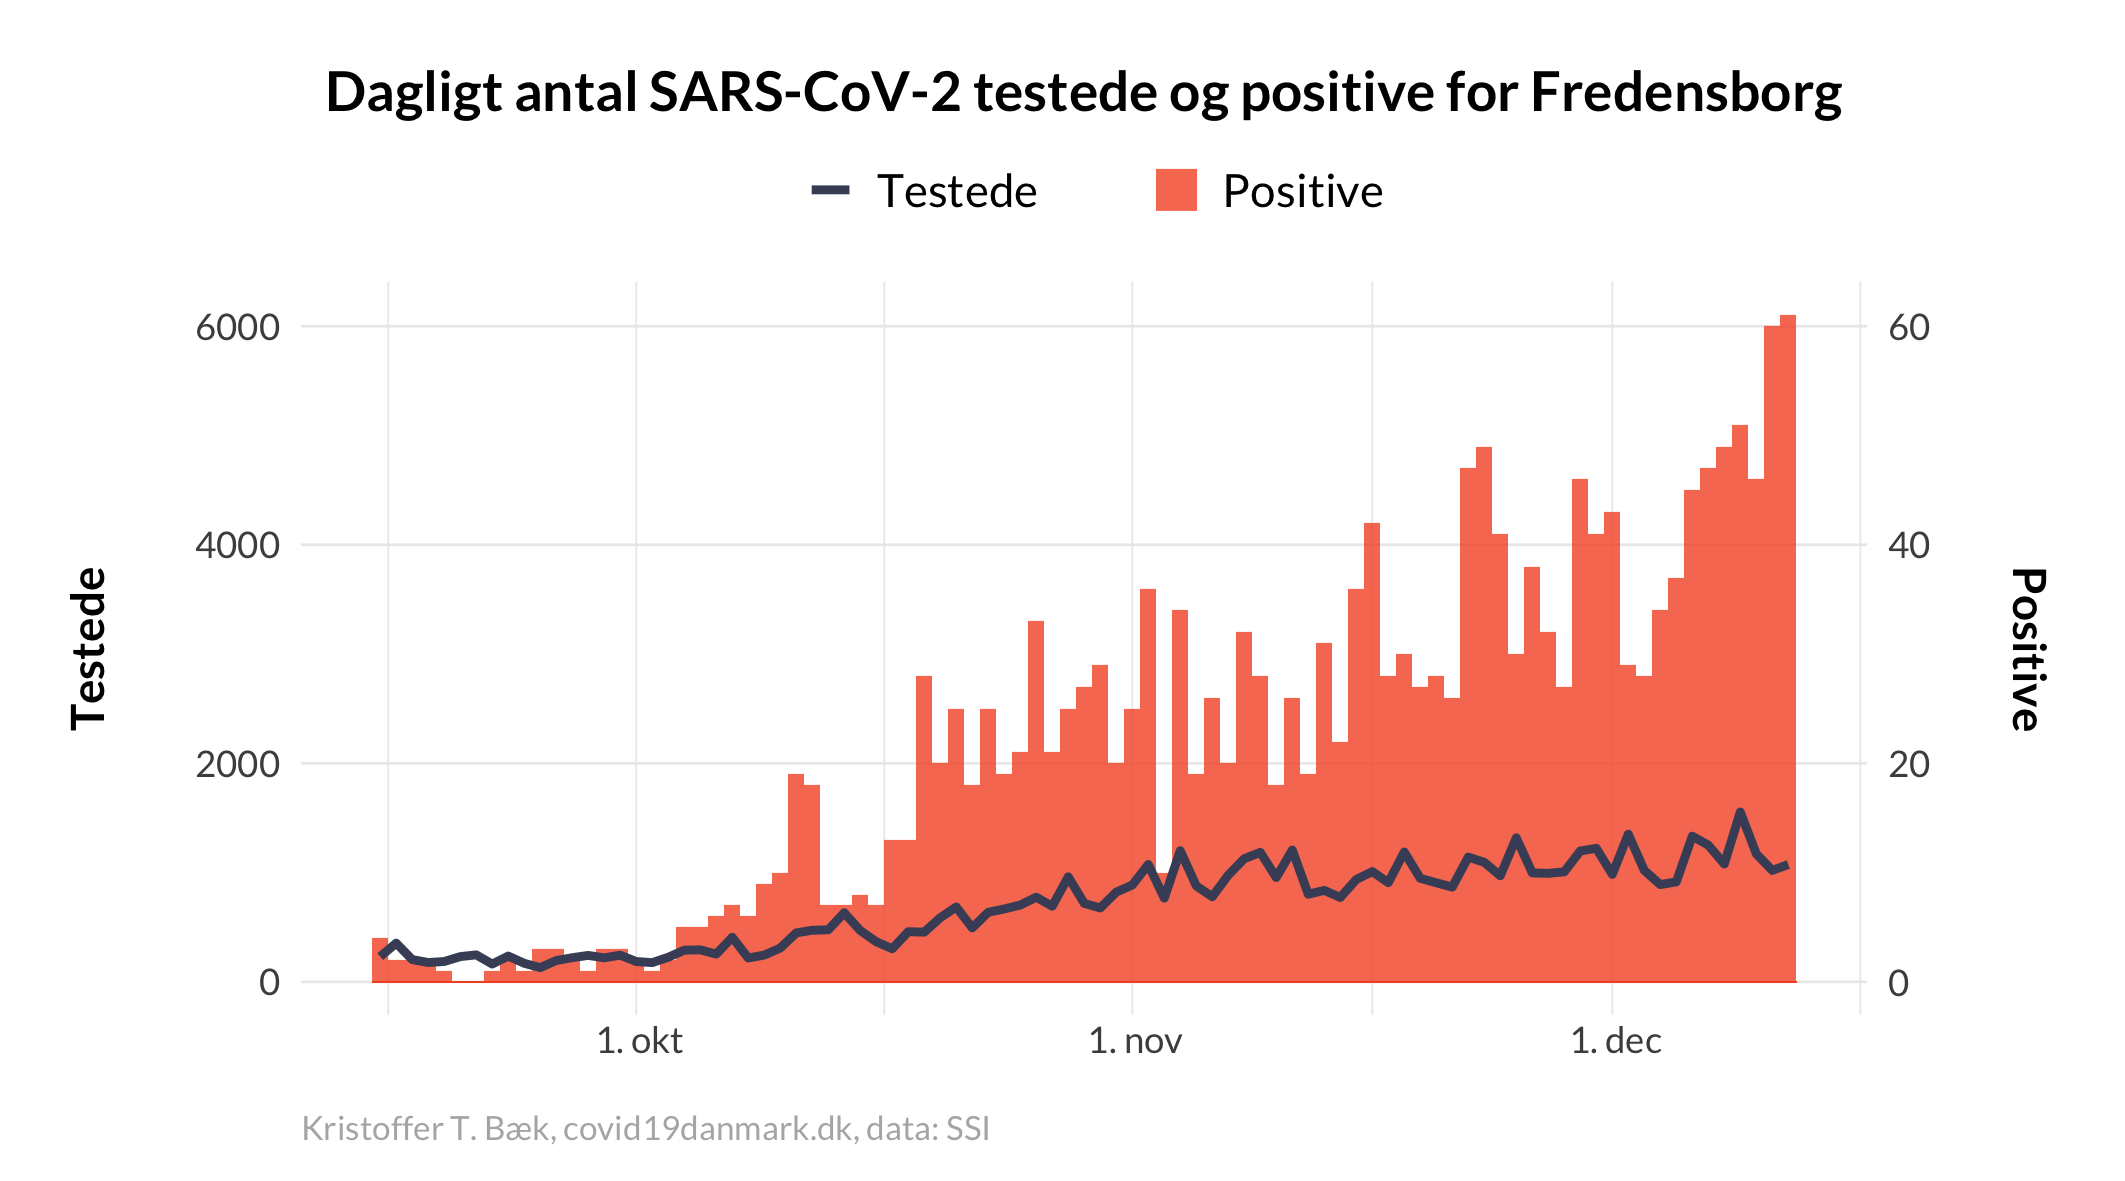 Dagligt antal SARS-CoV-2 testede og positive for Fredensborg
Testede
Positive
6000
4000
2000
0
Testede
60
40
20
0
Positive
1. okt
1. nov
1. dec
Kristoffer T. Bæk, covid19danmark.dk, data: SSI